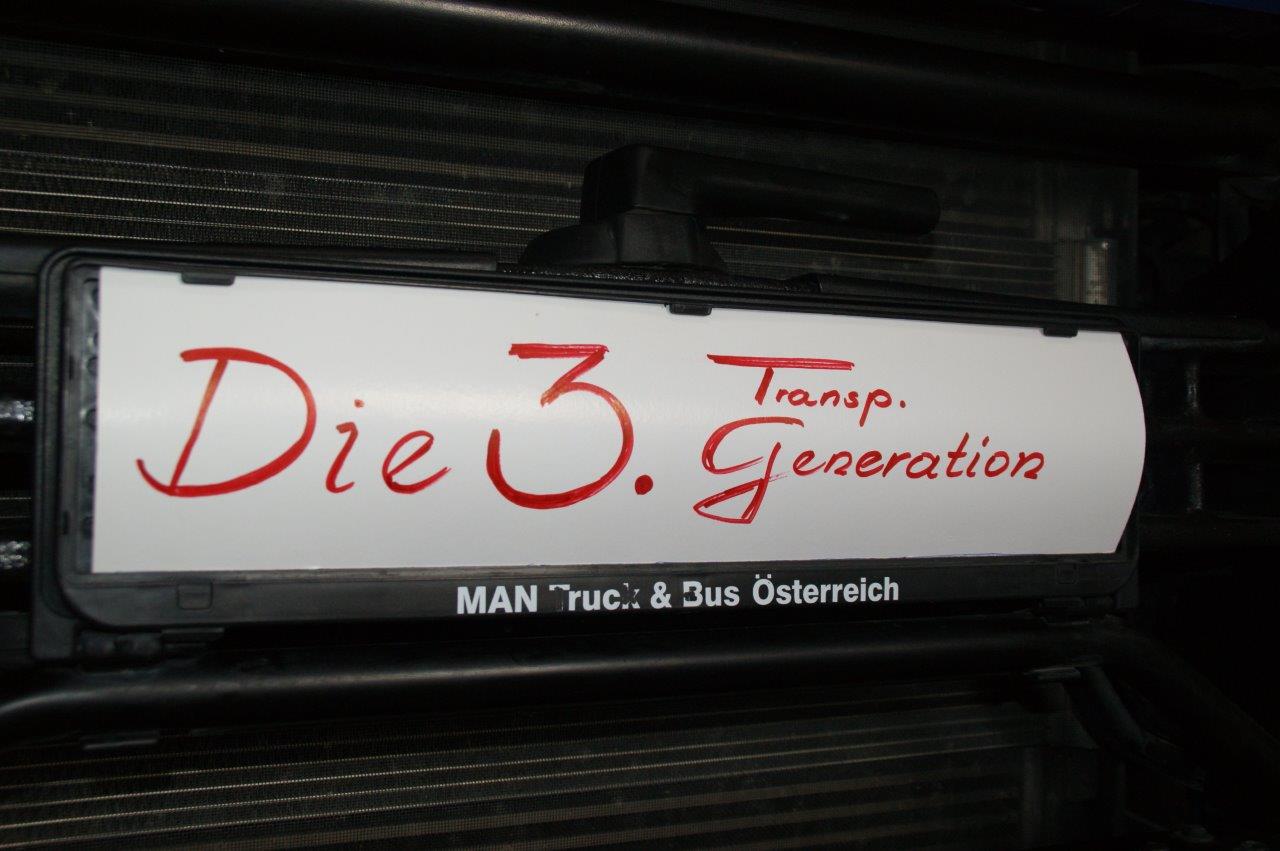 Die 3. Transp.
Generation
MAN Truck & Bus Österreich